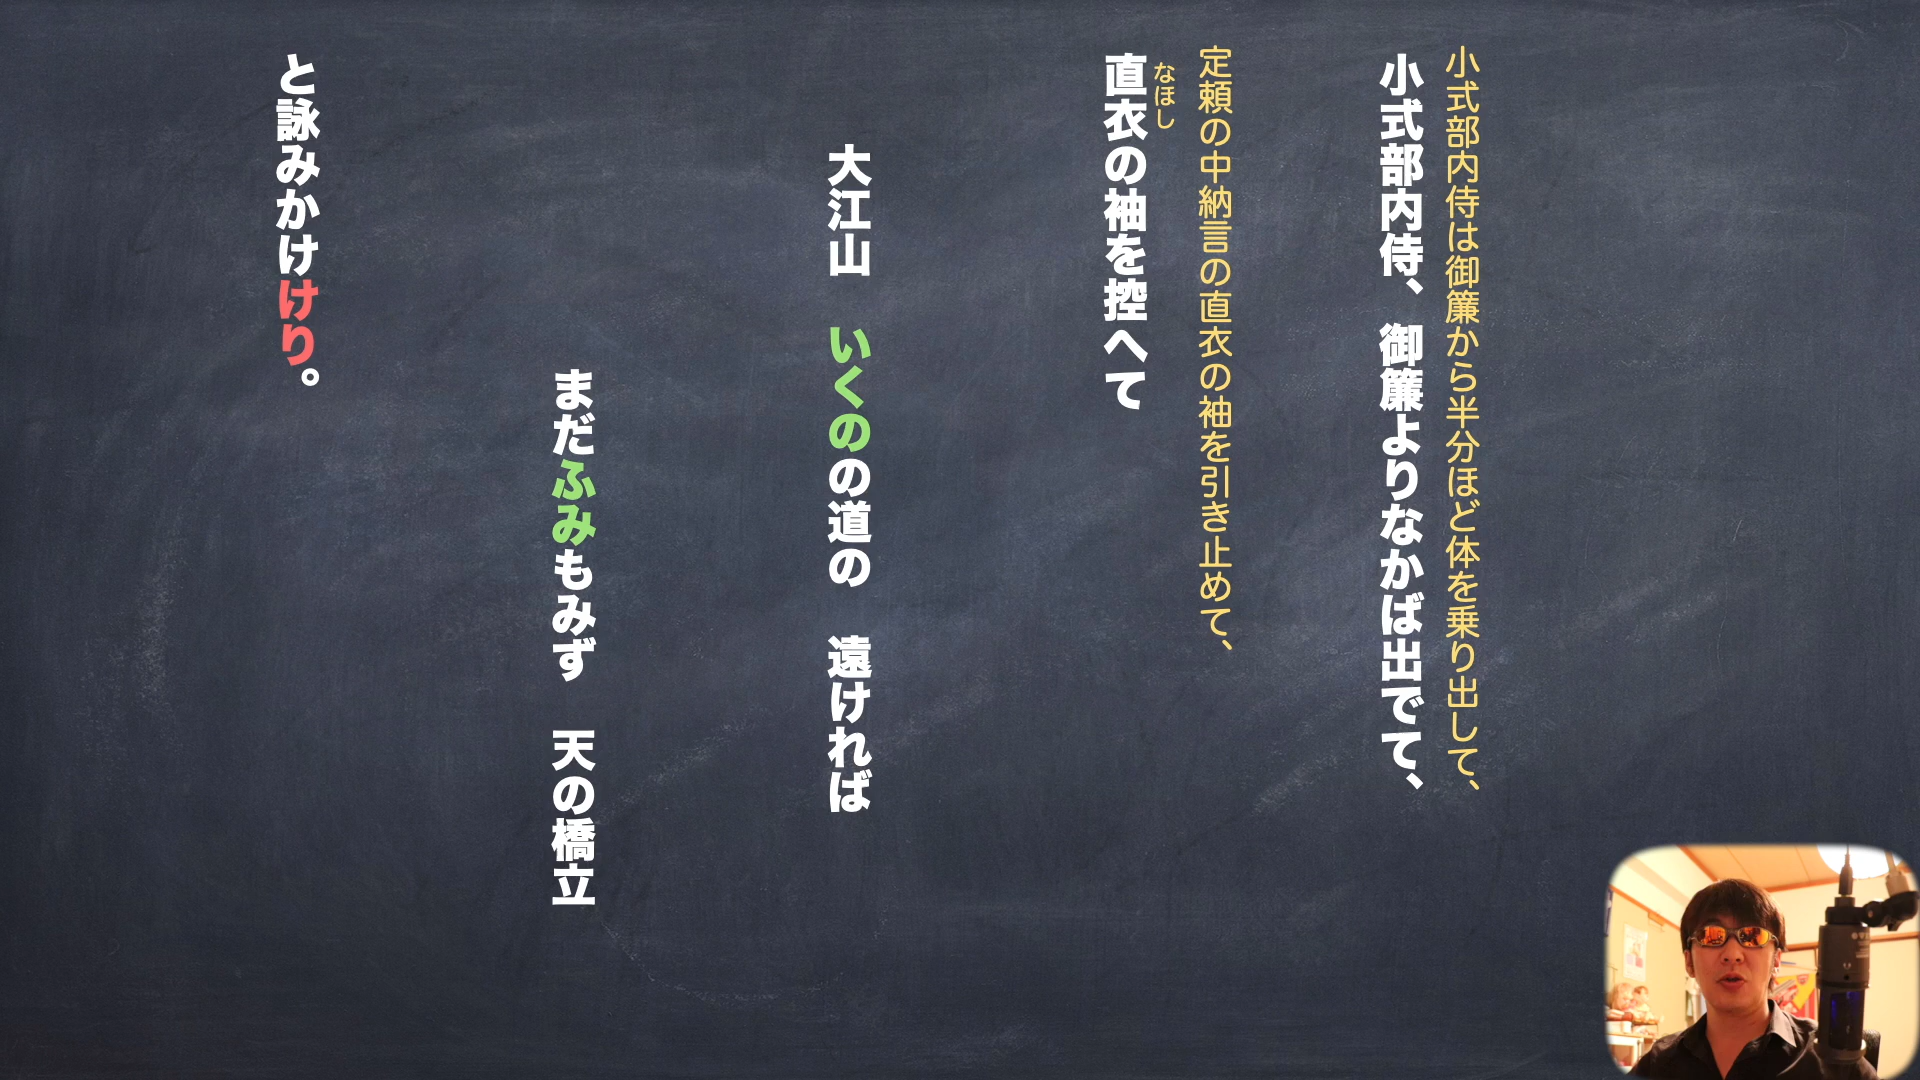 小式部内侍は御簾から半分ほど体を乗り出して、
小式部内侍、御簾よりなかば出でて、
定頼の中納言の直衣の袖を引き止めて、
なほし
直衣の袖を控へて
大江山　いくのの道の　遠ければ
まだふみもみず　天の橋立
と詠みかけけり。